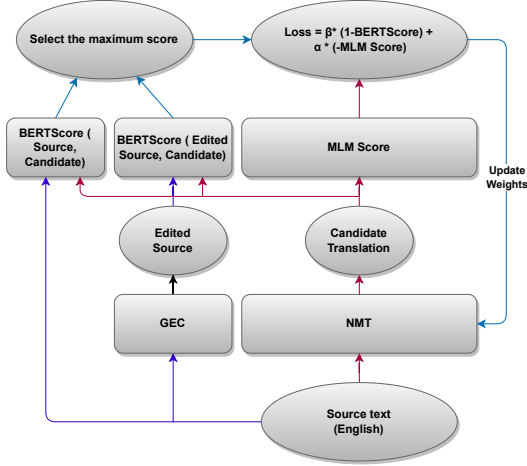 Select the maximum score
Loss = β* (1-BERTScore) +
α * (-MLM Score)
BERTScore (
Source,
Candidate)
BERTScore ( Edited
Source, Candidate)
MLM Score
Update
Weights
Edited
Source
Candidate
Translation
GEC
NMT
Source text
(English)